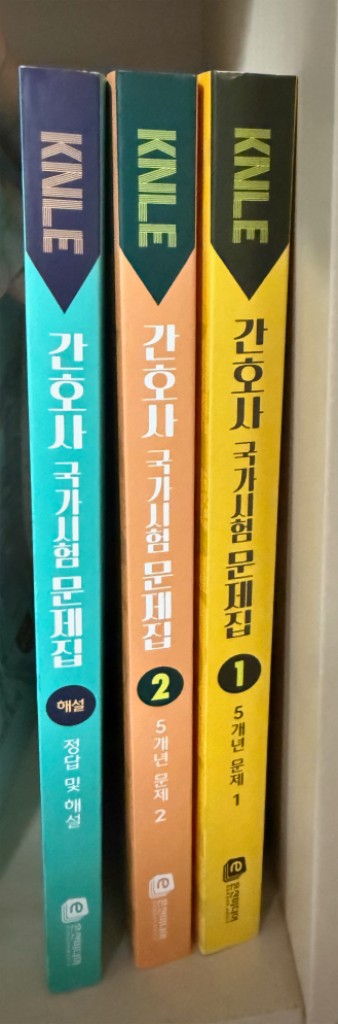 KNLE
간호사 국가시험 문제집
해설
정답 및 해설
KNLE
간호사 국가시험 문제집
2
5개년 문제 2
KNLE
간호사 국가시험 문제집
1
5개년 문제 1